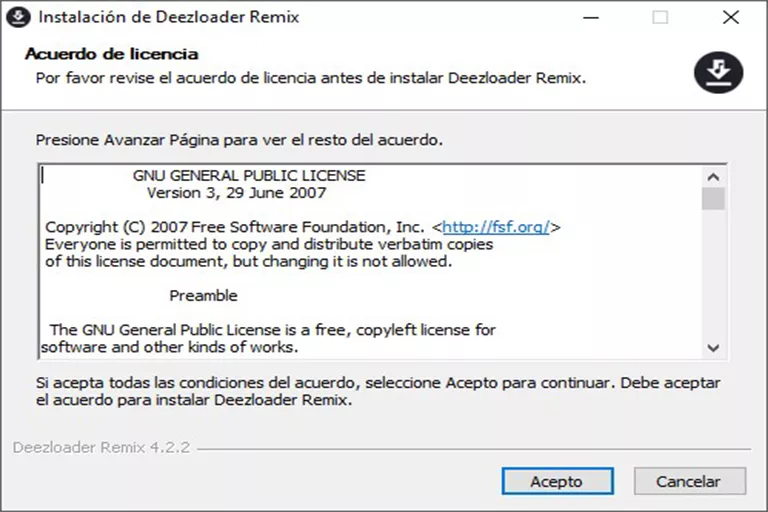 Instalación de Deezloader Remix
Acuerdo de licencia
Por favor revise el acuerdo de licencia antes de instalar Deezloader Remix.
Presione Avanzar Página para ver el resto del acuerdo.
GNU GENERAL PUBLIC LICENSE
Version 3, 29 June 2007
Copyright (C) 2007 Free Software Foundation, Inc. <http://fsf.org/>
Everyone is permitted to copy and distribute verbatim copies
of this license document, but changing it is not allowed.
Preamble
The GNU General Public License is a free, copyleft license for
software and other kinds of works.
Si acepta todas las condiciones del acuerdo, seleccione Acepto para continuar. Debe aceptar
el acuerdo para instalar Deezloader Remix.
Deezloader Remix 4.2.2
Acepto Cancelar